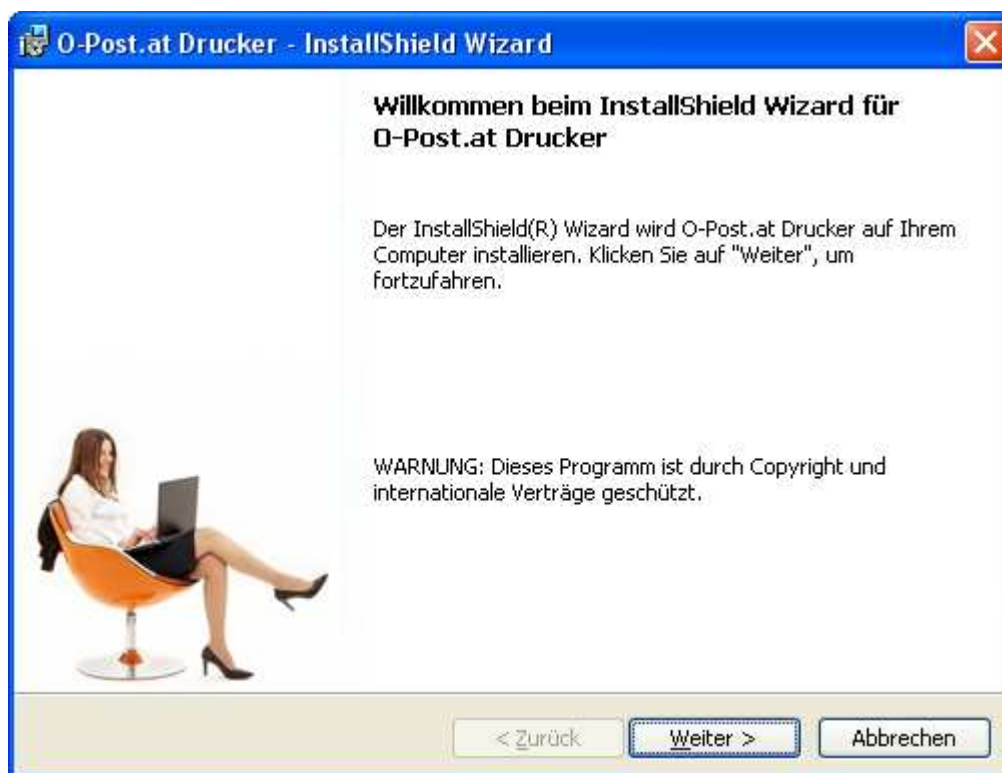 O-Post.at Drucker - InstallShield Wizard
Willkommen beim InstallShield Wizard für
O-Post.at Drucker
Der InstallShield(R) Wizard wird O-Post.at Drucker auf Ihrem
Computer installieren. Klicken Sie auf "Weiter", um
fortzufahren.
WARNUNG: Dieses Programm ist durch Copyright und
internationale Verträge geschützt.
< Zurück Weiter > Abbrechen